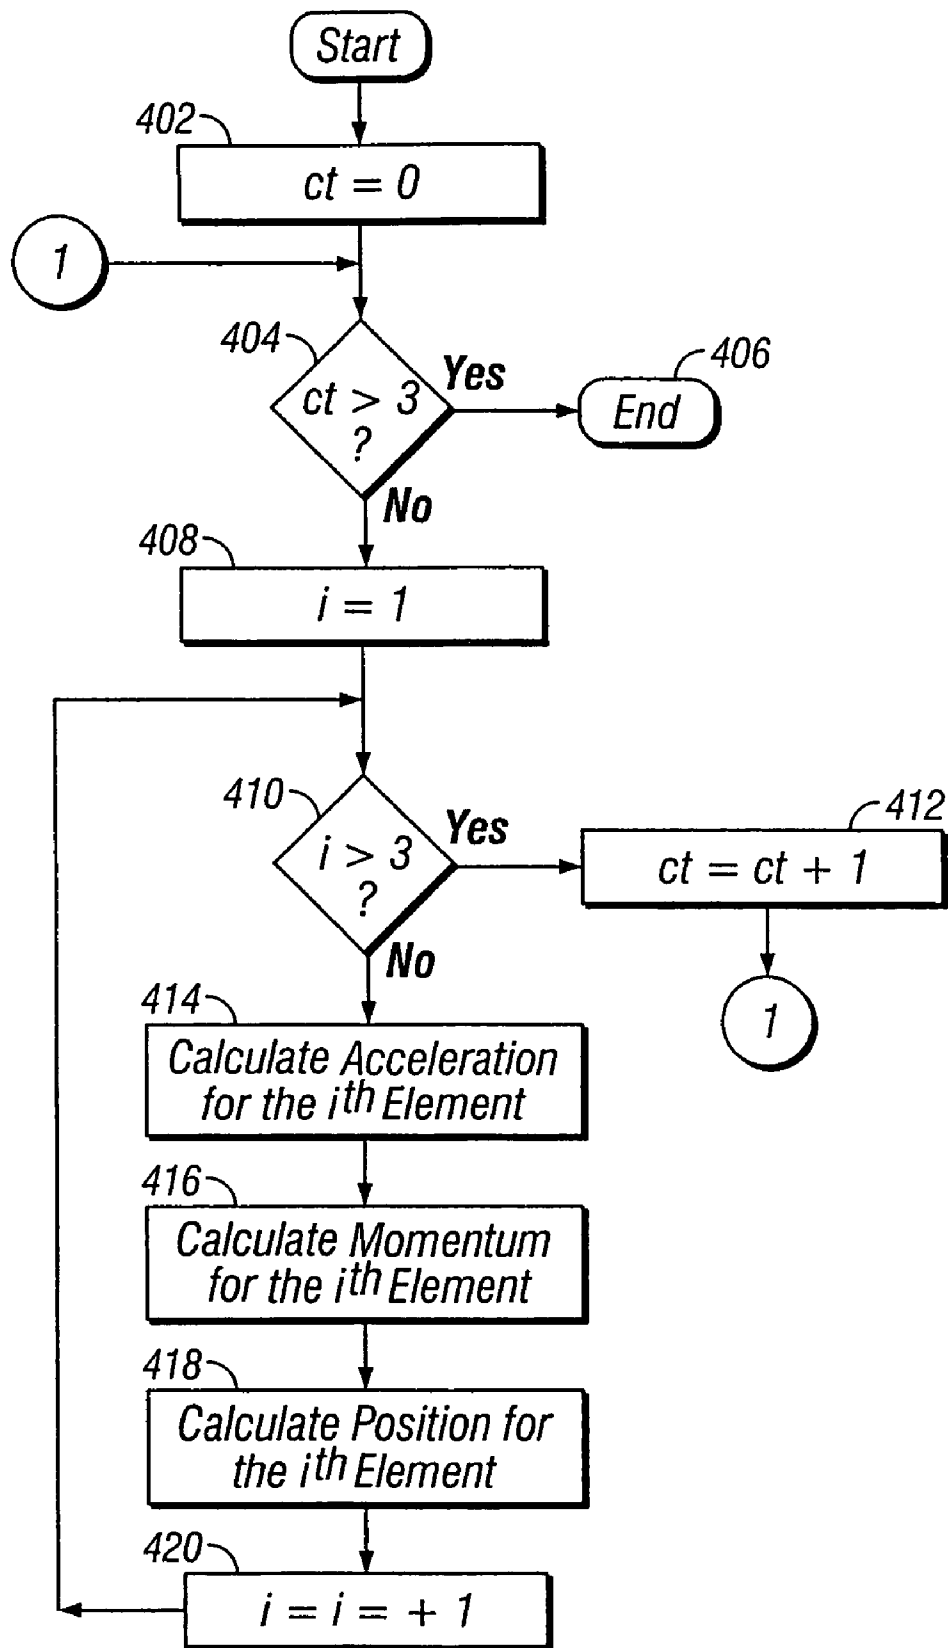 Start
402
ct = 0
1
404
ct > 3
?
Yes
406
End
No
408
i = 1
410
i > 3
?
Yes
412
ct = ct + 1
No
1
414
Calculate Acceleration
for the ith Element
416
Calculate Momentum
for the ith Element
418
Calculate Position for
the ith Element
420
i = i = + 1